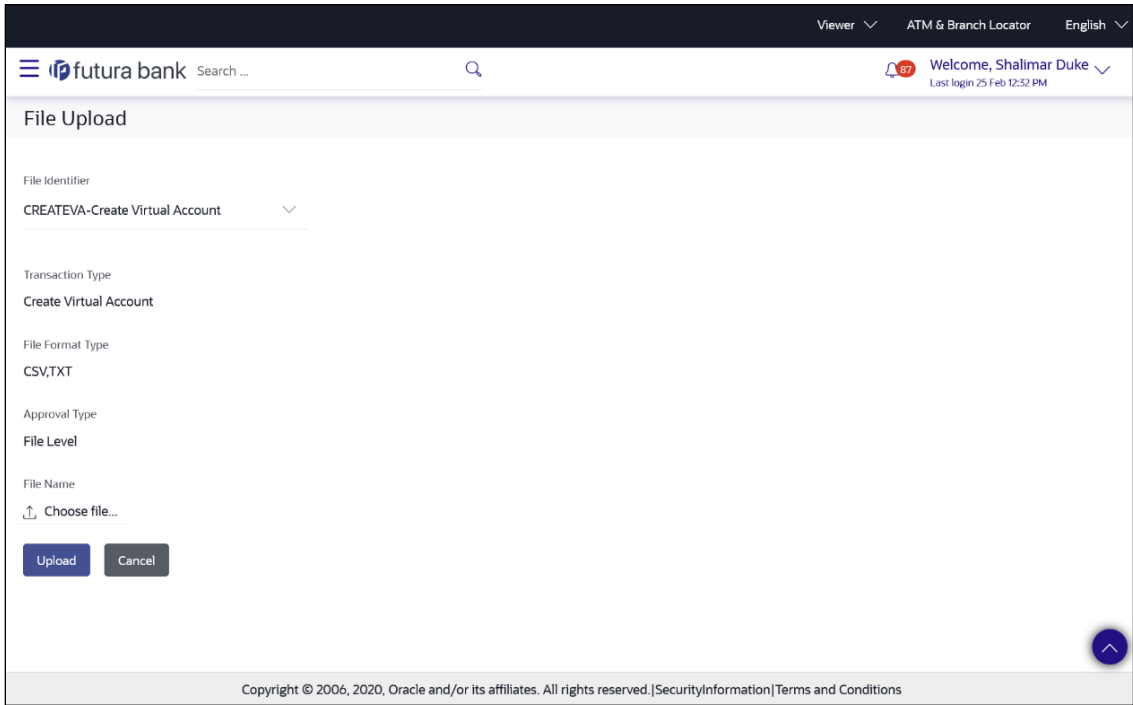 Viewer ATM & Branch Locator English
futura bank Search ... 87 Welcome, Shalimar Duke
Last login 25 Feb 12:32 PM
File Upload
File Identifier
CREATEVA-Create Virtual Account
Transaction Type
Create Virtual Account
File Format Type
CSV,TXT
Approval Type
File Level
File Name
Choose file...
Upload Cancel
Copyright © 2006, 2020, Oracle and/or its affiliates. All rights reserved.|SecurityInformation|Terms and Conditions